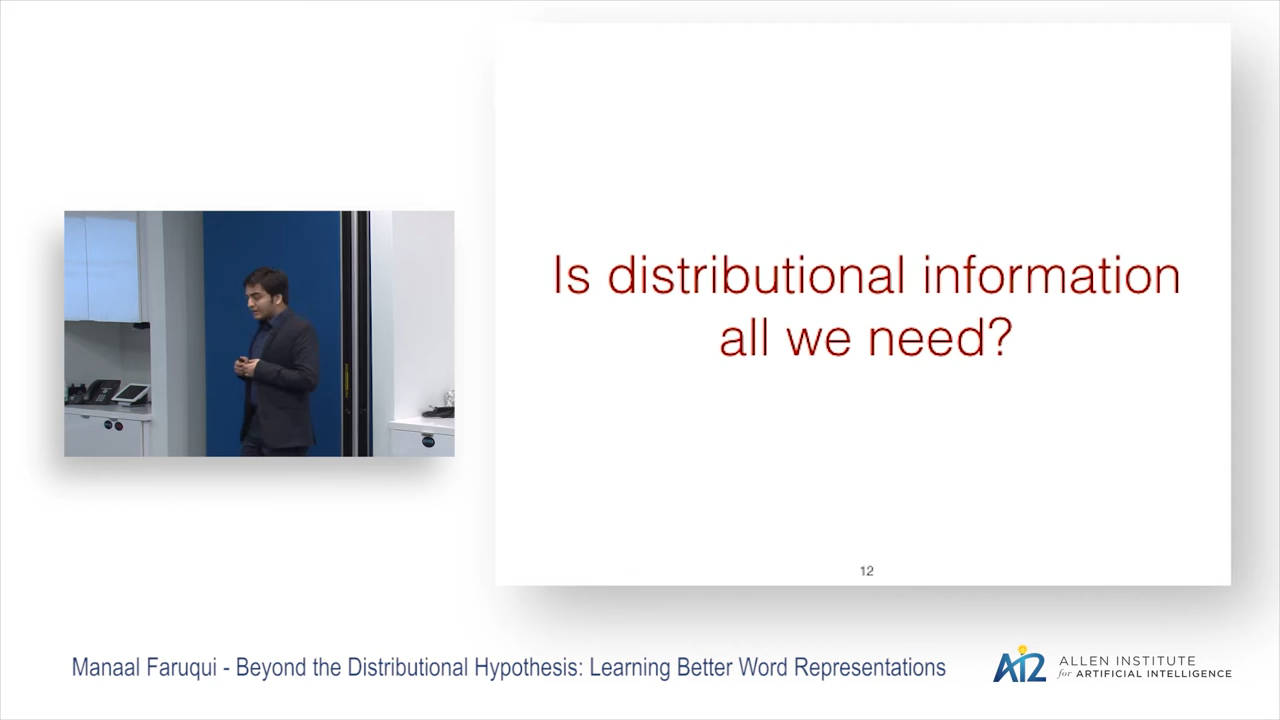 Is distributional information
all we need?
12
Manaal Faruqui - Beyond the Distributional Hypothesis: Learning Better Word Representations
AI2
ALLEN INSTITUTE
for ARTIFICIAL INTELLIGENCE